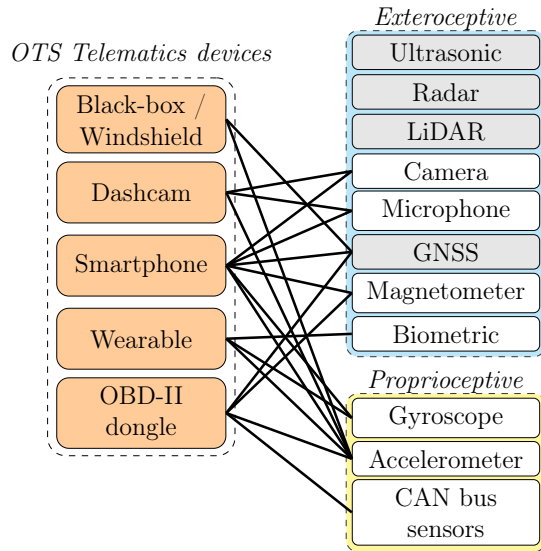 OTS Telematics devices
Black-box /
Windshield
Dashcam
Smartphone
Wearable
OBD-II
dongle
Exteroceptive
Ultrasonic
Radar
LiDAR
Camera
Microphone
GNSS
Magnetometer
Biometric
Proprioceptive
Gyroscope
Accelerometer
CAN bus
sensors